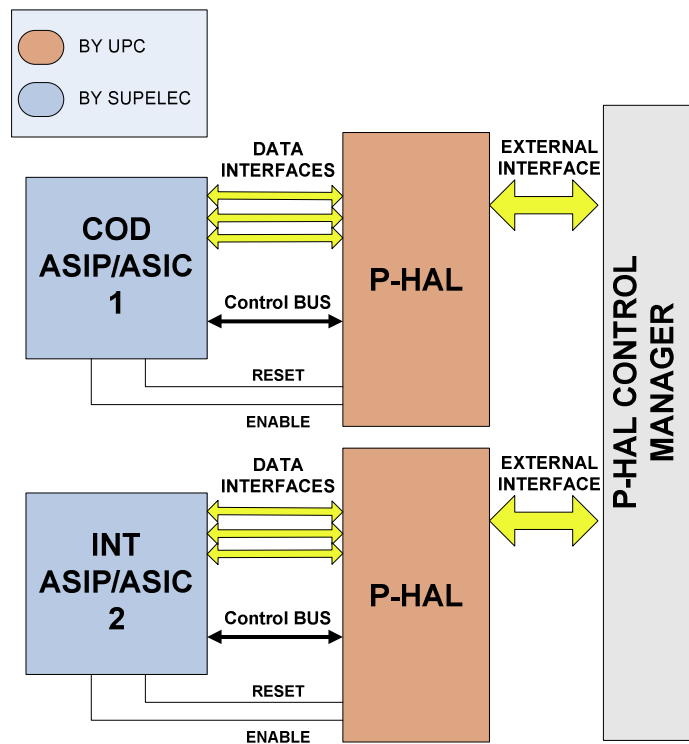 BY UPC
BY SUPELEC
DATA
INTERFACES
EXTERNAL
INTERFACE
COD
ASIP/ASIC
1
P-HAL
Control BUS
RESET
ENABLE
P-HAL CONTROL
MANAGER
DATA
INTERFACES
EXTERNAL
INTERFACE
INT
ASIP/ASIC
2
P-HAL
Control BUS
RESET
ENABLE